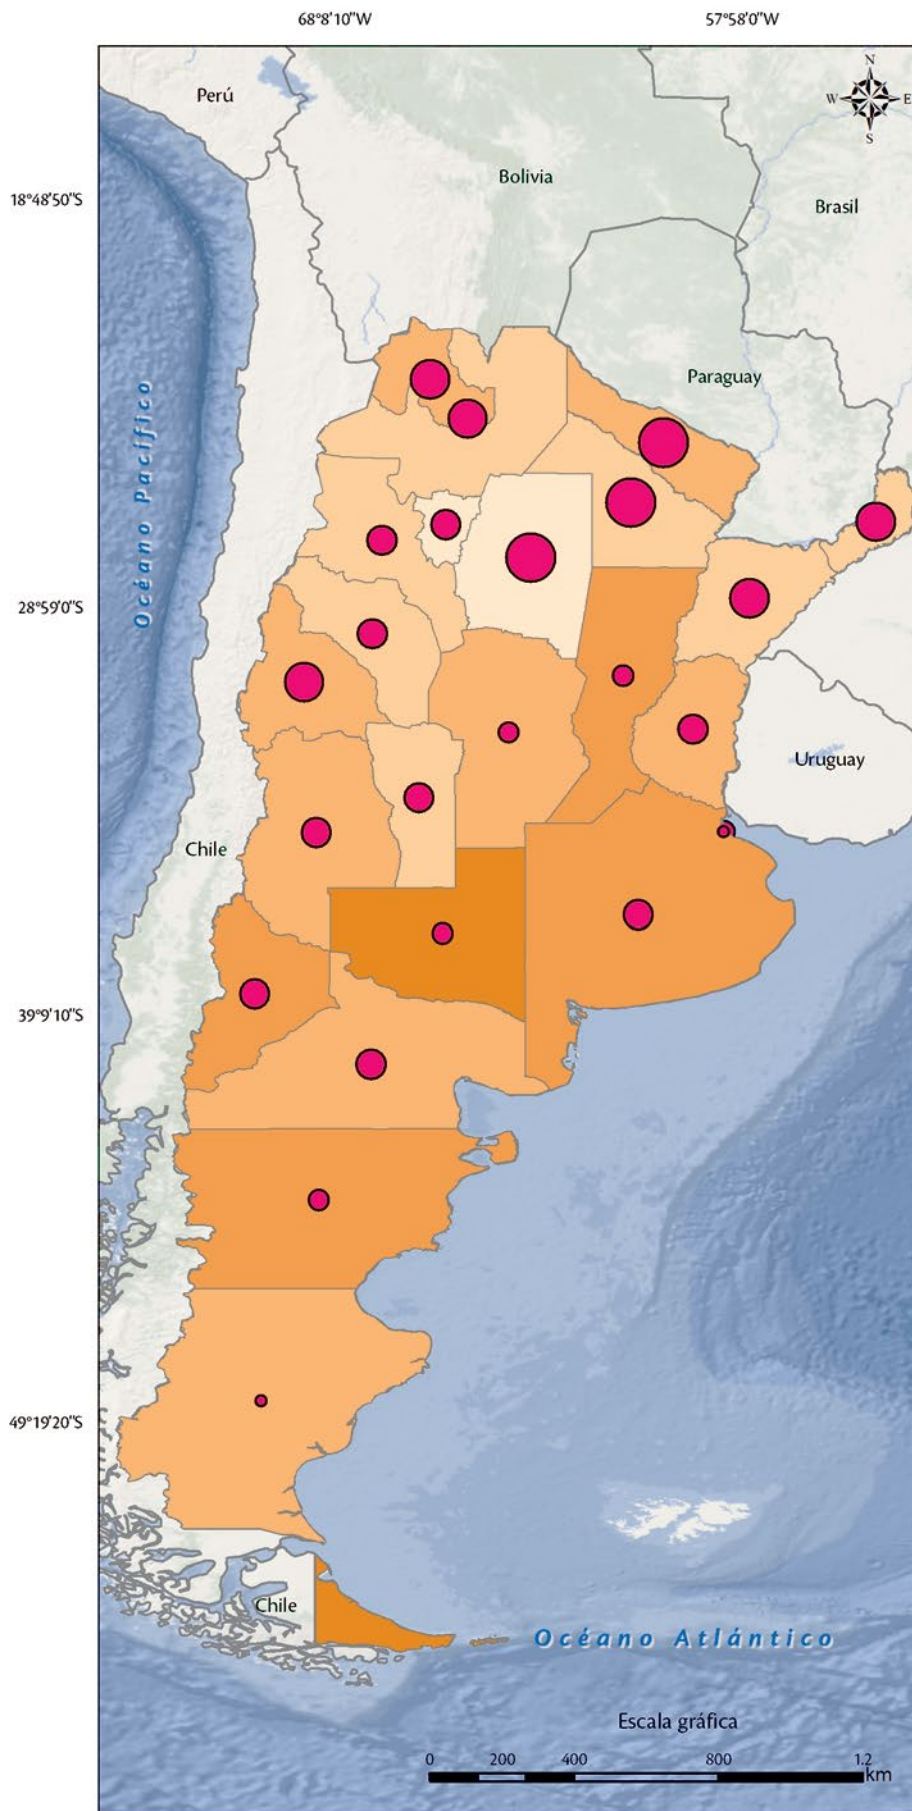 68°8'10"W
57°58'0"W
N
W
E
S
Perú
Bolivia
Brasil
18°48'50"S
Paraguay
Océano Pacífico
28°59'0"S
Uruguay
Chile
39°9'10"S
49°19'20"S
Chile
Océano Atlántico
Escala gráfica
0 200 400 800 1.2
km